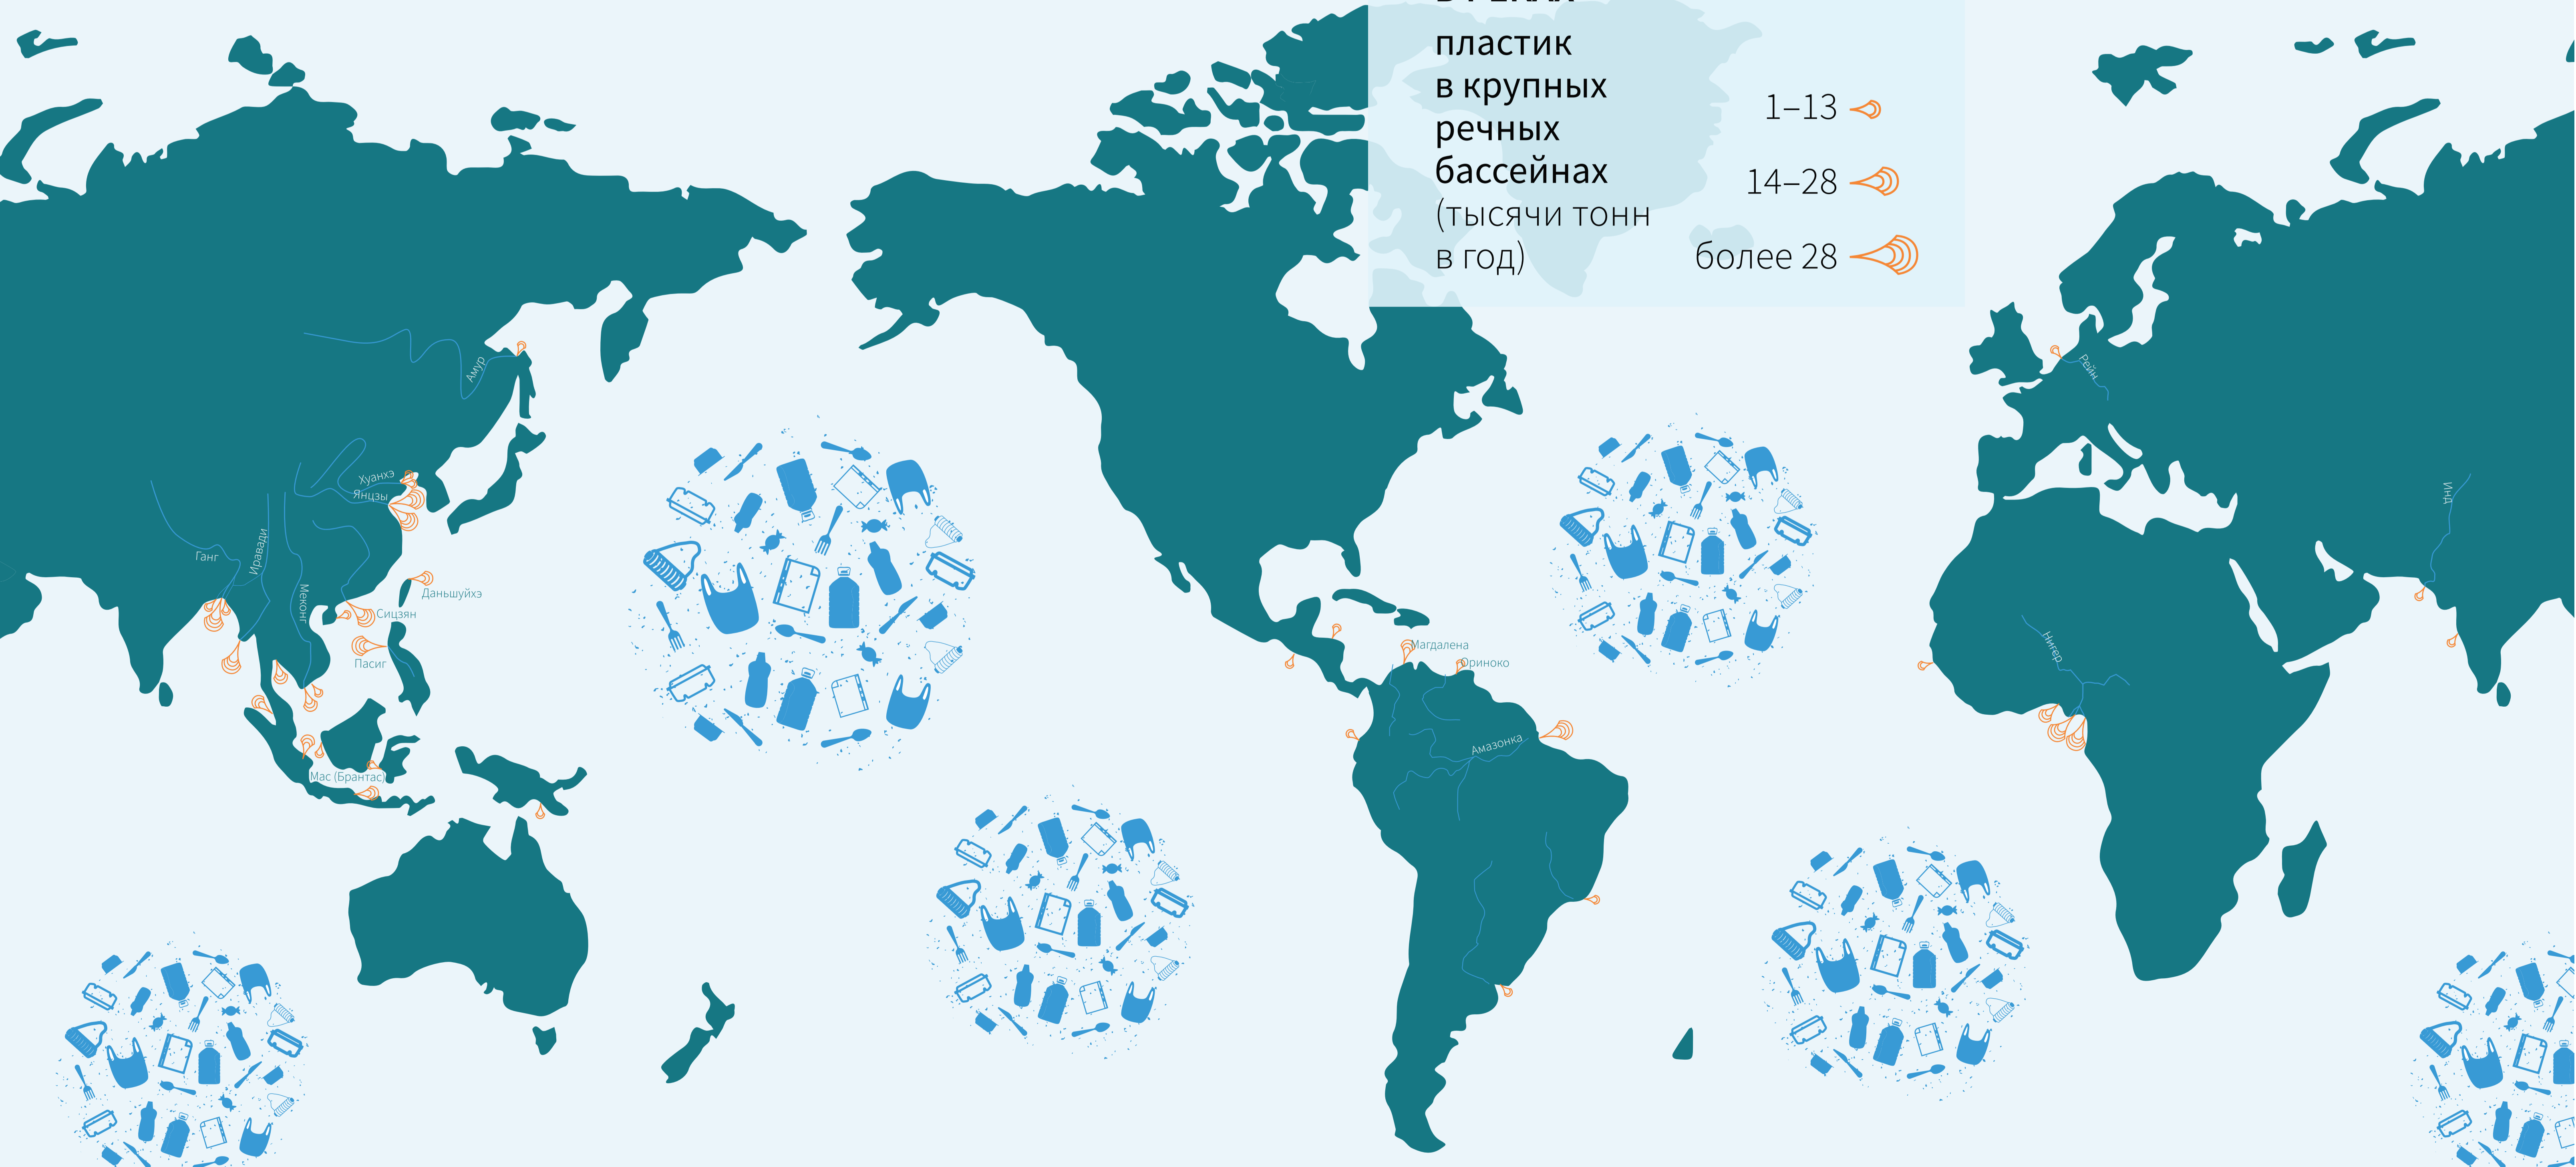 пластик
в крупных
речных
бассейнах
(тысячи тонн
в год)
1–13
14–28
более 28
Амур
Хуанхэ
Янцзы
Ганг
Иравади
Меконг
Даньшуйхэ
Сицзян
Пасиг
Мас (Брантас)
Магдалена
Ориноко
Амазонка
Рейн
Нигер
Инд